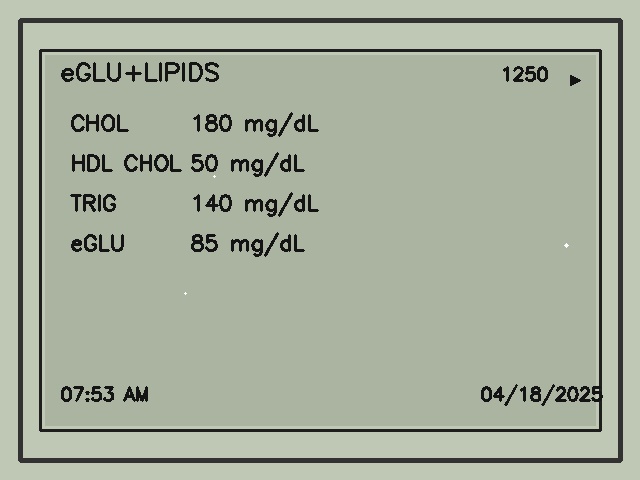 eGLU+LIPIDS 1250 ▶
CHOL 180 mg/dL
HDL CHOL 50 mg/dL
TRIG 140 mg/dL
eGLU 85 mg/dL
07:53 AM 04/18/2025